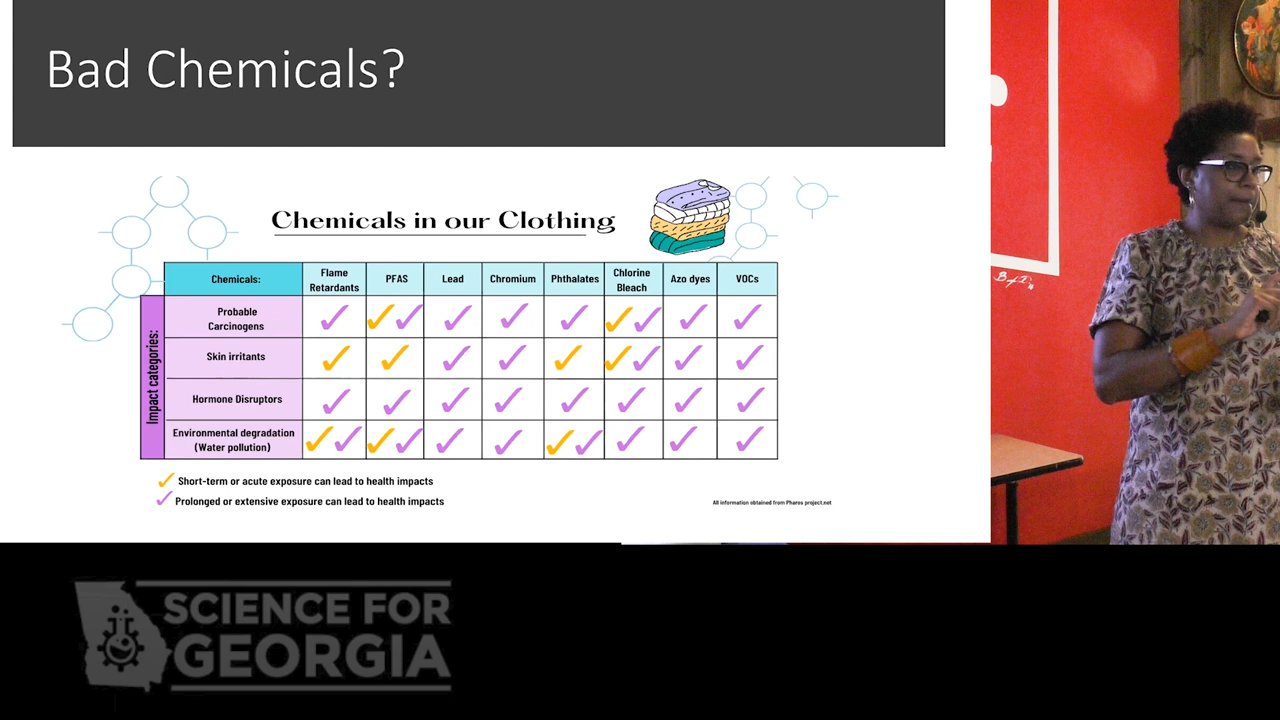 Bad Chemicals?
Chemicals in our Clothing
Chemicals:
Flame
Retardants
PFAS
Lead
Chromium
Phthalates
Chlorine
Bleach
Azo dyes
VOCs
Impact categories:
Probable
Carcinogens
Skin irritants
Hormone Disruptors
Environmental degradation
(Water pollution)
Short-term or acute exposure can lead to health impacts
Prolonged or extensive exposure can lead to health impacts
All information obtained from Pharos project.net
SCIENCE FOR
GEORGIA